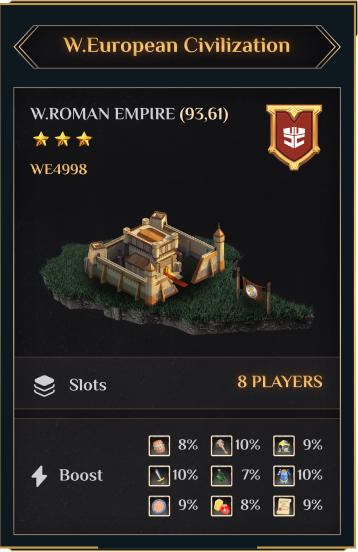 W.European Civilization
W.ROMAN EMPIRE (93,61)
WE4998
Slots 8 PLAYERS
8% 10% 9%
Boost 10% 7% 10%
9% 8% 9%